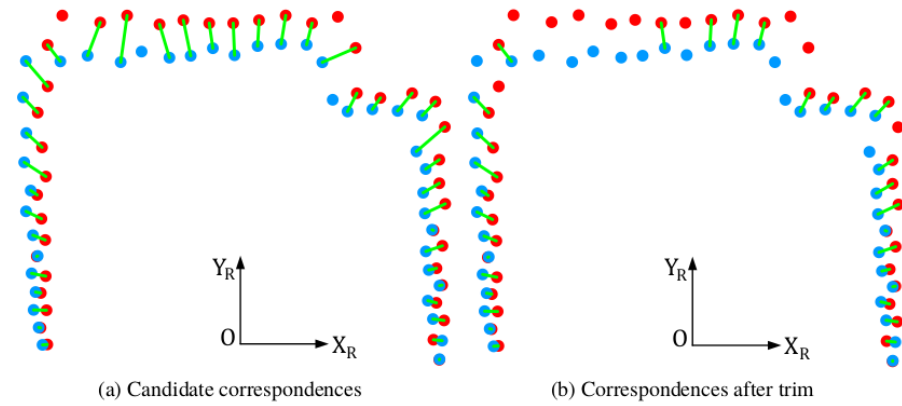 Y_R
O
X_R
Y_R
O
X_R
(a) Candidate correspondences
(b) Correspondences after trim